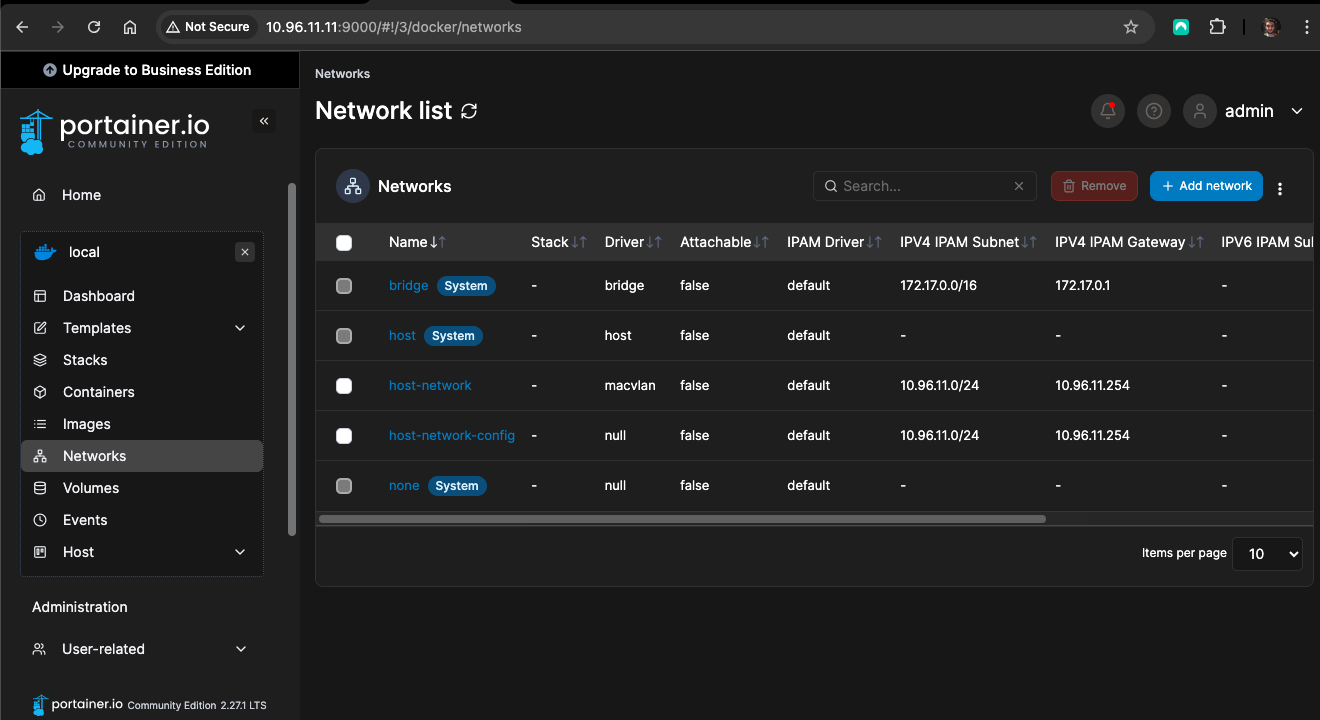 Not Secure 10.96.11.11:9000/#!/3/docker/networks
Upgrade to Business Edition
portainer.io
COMMUNITY EDITION
Home
local
Dashboard
Templates
Stacks
Containers
Images
Networks
Volumes
Events
Host
Administration
User-related
portainer.io Community Edition 2.27.1 LTS
Networks
Network list
admin
Networks
Search...
Remove
+ Add network
Name Stack Driver Attachable IPAM Driver IPV4 IPAM Subnet IPV4 IPAM Gateway IPV6 IPAM Su
bridge System - bridge false default 172.17.0.0/16 172.17.0.1 -
host System - host false default - - -
host-network - macvlan false default 10.96.11.0/24 10.96.11.254 -
host-network-config - null false default 10.96.11.0/24 10.96.11.254 -
none System - null false default - - -
Items per page 10